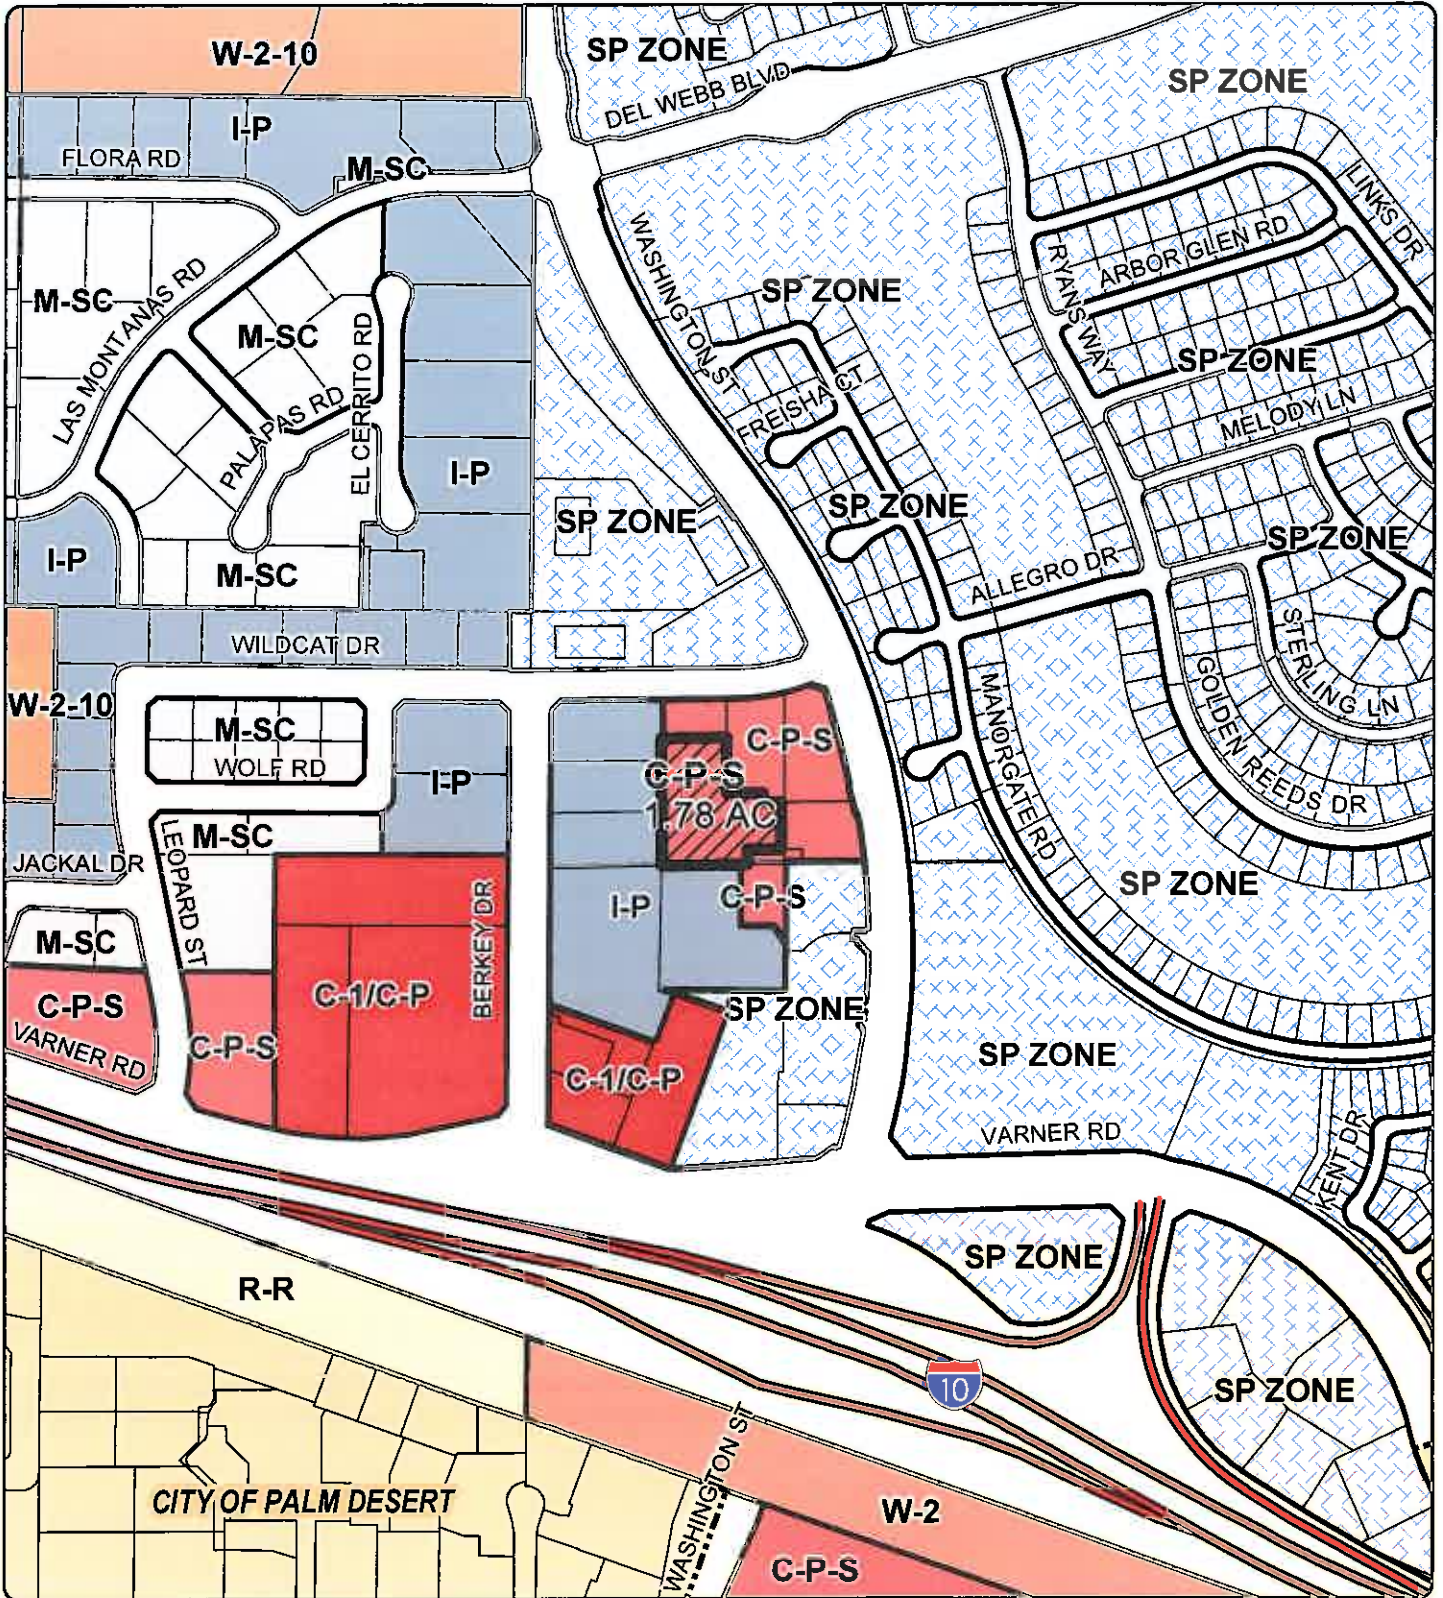 W-2-10
SP ZONE
SP ZONE
DEL WEBB BLVD
I-P
FLORA RD
M-SC
LINKS DR
WASHINGTON ST
ARBOR GLEN RD
RYANS WAY
M-SC
LAS MONTANAS RD
SP ZONE
M-SC
EL CERRITO RD
SP ZONE
FREISHA CT
PALAPAS RD
MELODY LN
I-P
SP ZONE
SP ZONE
SP ZONE
I-P
M-SC
ALLEGRO DR
WILDCAT DR
STERLING LN
GOLDEN REEDS DR
W-2-10
M-SC
WOLF RD
I-P
C-P-S
C-P-S
1.78 AC
MANORGATE RD
M-SC
LEOPARD ST
JACKAL DR
BERKEY DR
I-P
C-P-S
SP ZONE
M-SC
C-P-S
VARNER RD
C-P-S
C-1/C-P
SP ZONE
SP ZONE
C-1/C-P
VARNER RD
KENT DR
R-R
SP ZONE
10
SP ZONE
CITY OF PALM DESERT
WASHINGTON ST
W-2
C-P-S